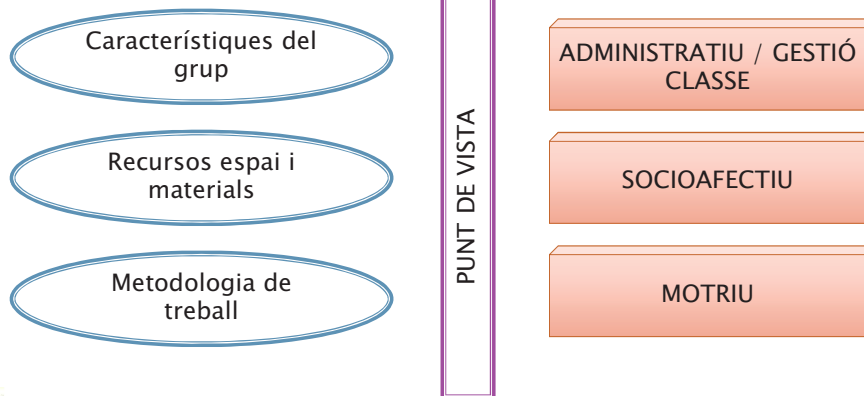 Característiques del
grup
Recursos espai i
materials
Metodologia de
treball
PUNT DE VISTA
ADMINISTRATIU / GESTIÓ
CLASSE
SOCIOAFECTIU
MOTRIU